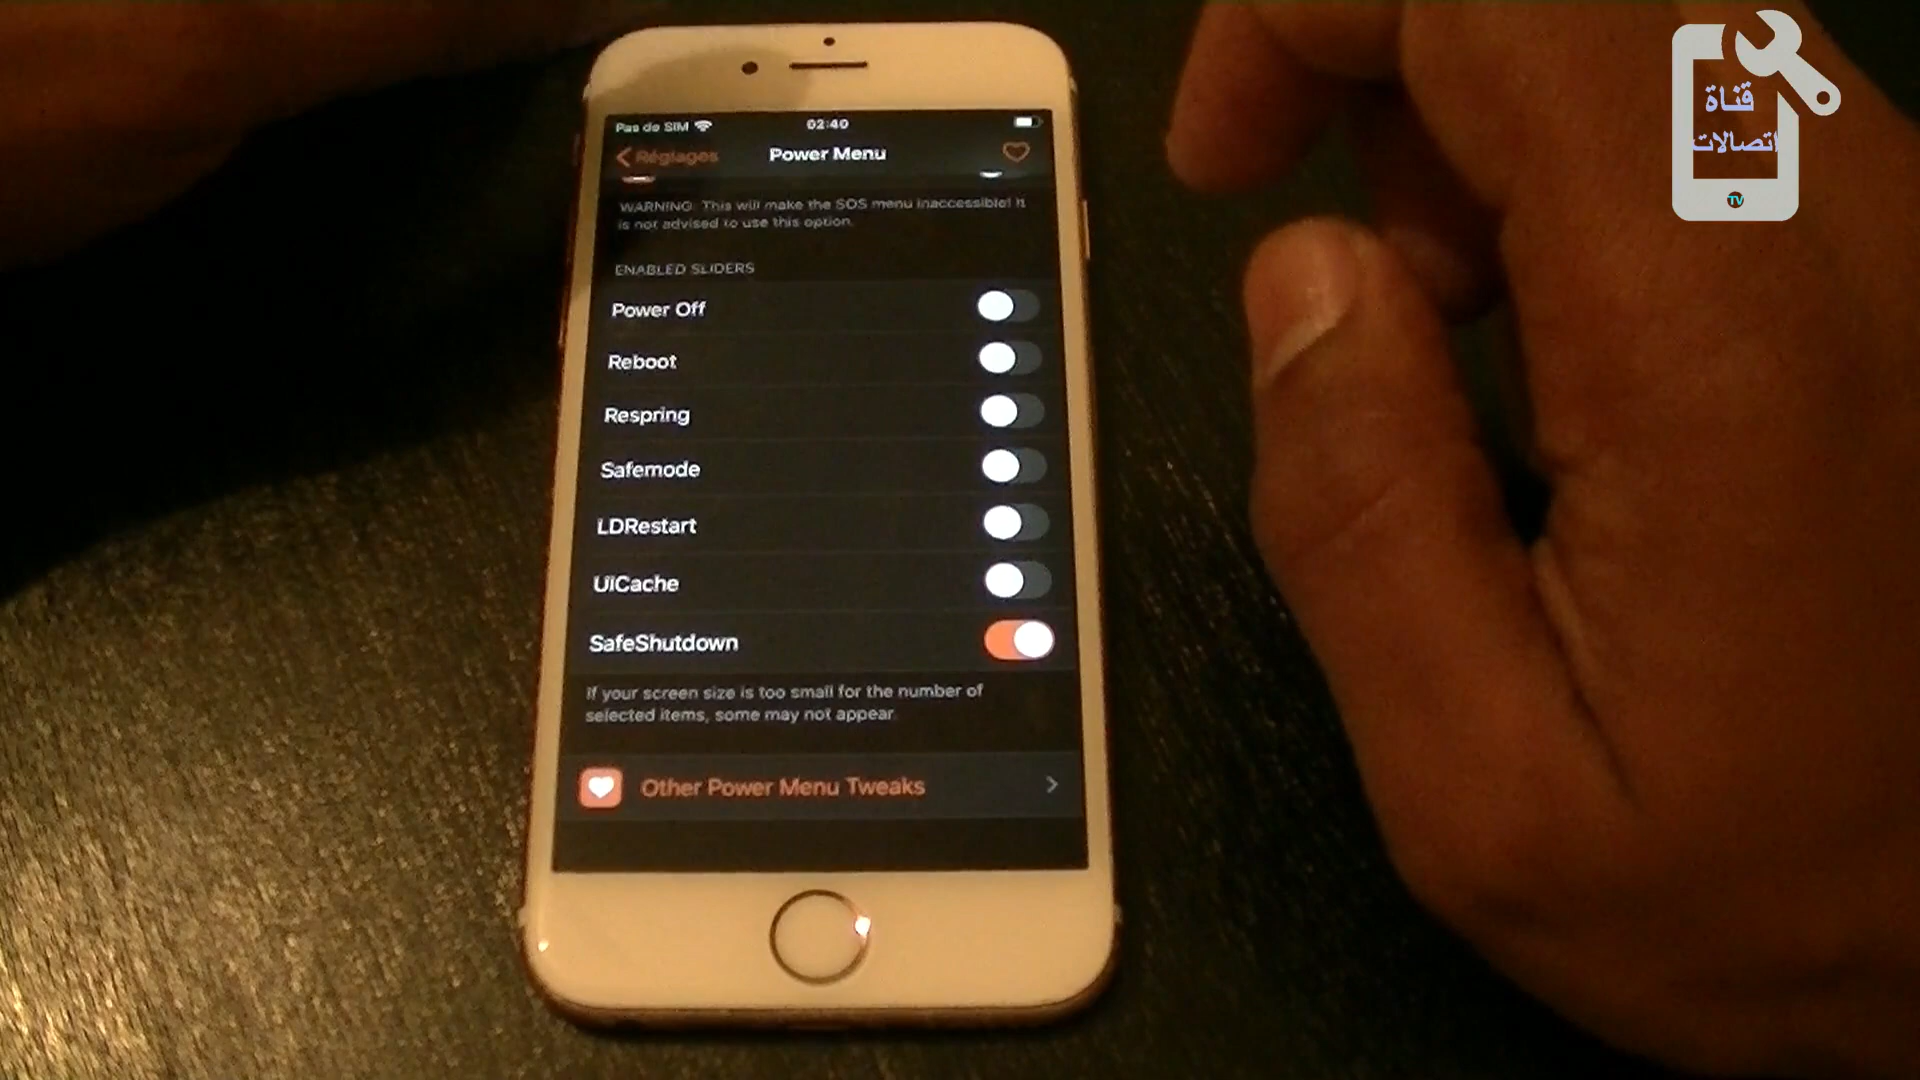 Pas de SIM 02:40
Réglages Power Menu
WARNING: This will make the SOS menu inaccessible! It
is not advised to use this option.
ENABLED SLIDERS
Power Off
Reboot
Respring
Safemode
LDRestart
UICache
SafeShutdown
If your screen size is too small for the number of
selected items, some may not appear.
Other Power Menu Tweaks
قناة
اتصالات
TV